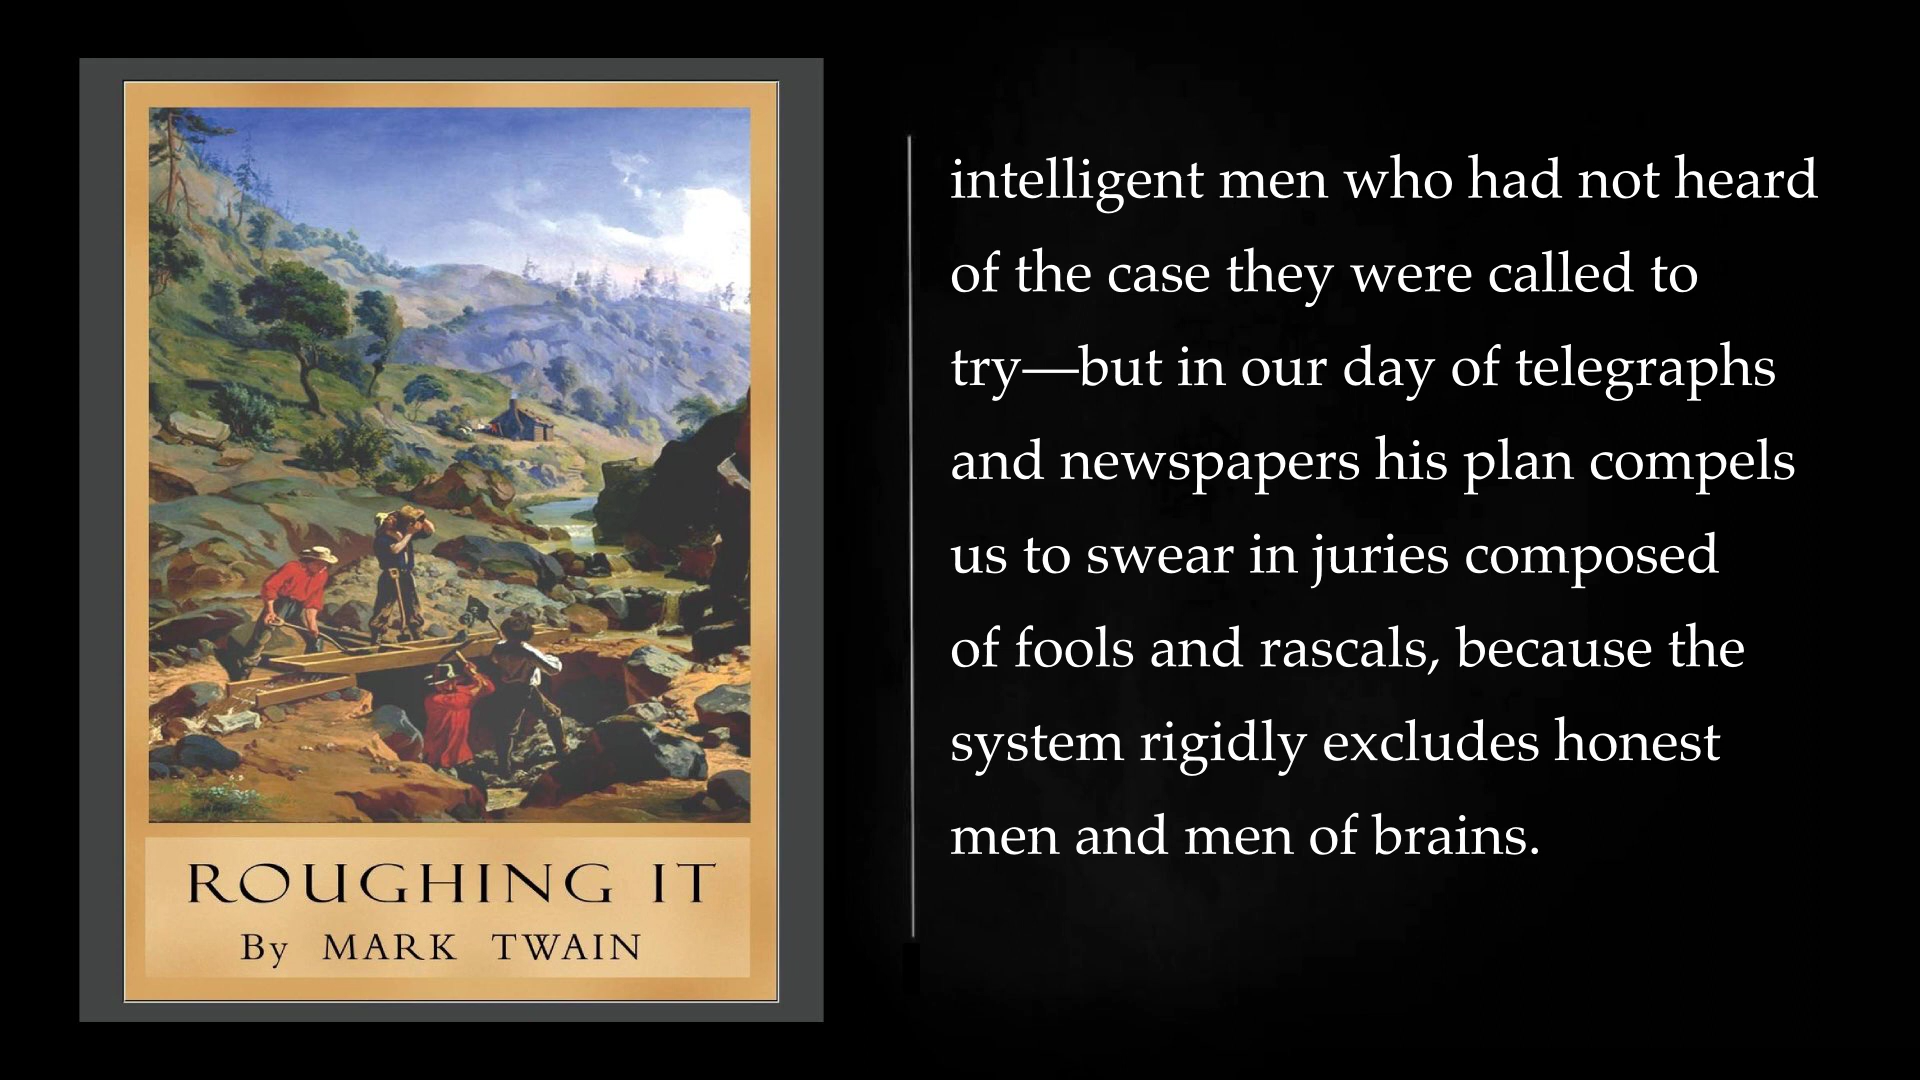 ROUGHING IT
By MARK TWAIN
intelligent men who had not heard
of the case they were called to
try—but in our day of telegraphs
and newspapers his plan compels
us to swear in juries composed
of fools and rascals, because the
system rigidly excludes honest
men and men of brains.